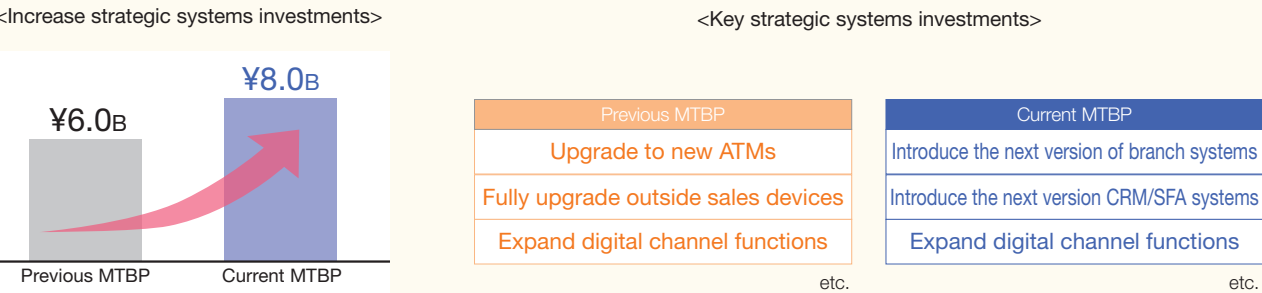 <Increase strategic systems investments>
<Key strategic systems investments>
¥6.0B
¥8.0B
Previous MTBP
Current MTBP
Previous MTBP
Upgrade to new ATMs
Fully upgrade outside sales devices
Expand digital channel functions
etc.
Current MTBP
Introduce the next version of branch systems
Introduce the next version CRM/SFA systems
Expand digital channel functions
etc.